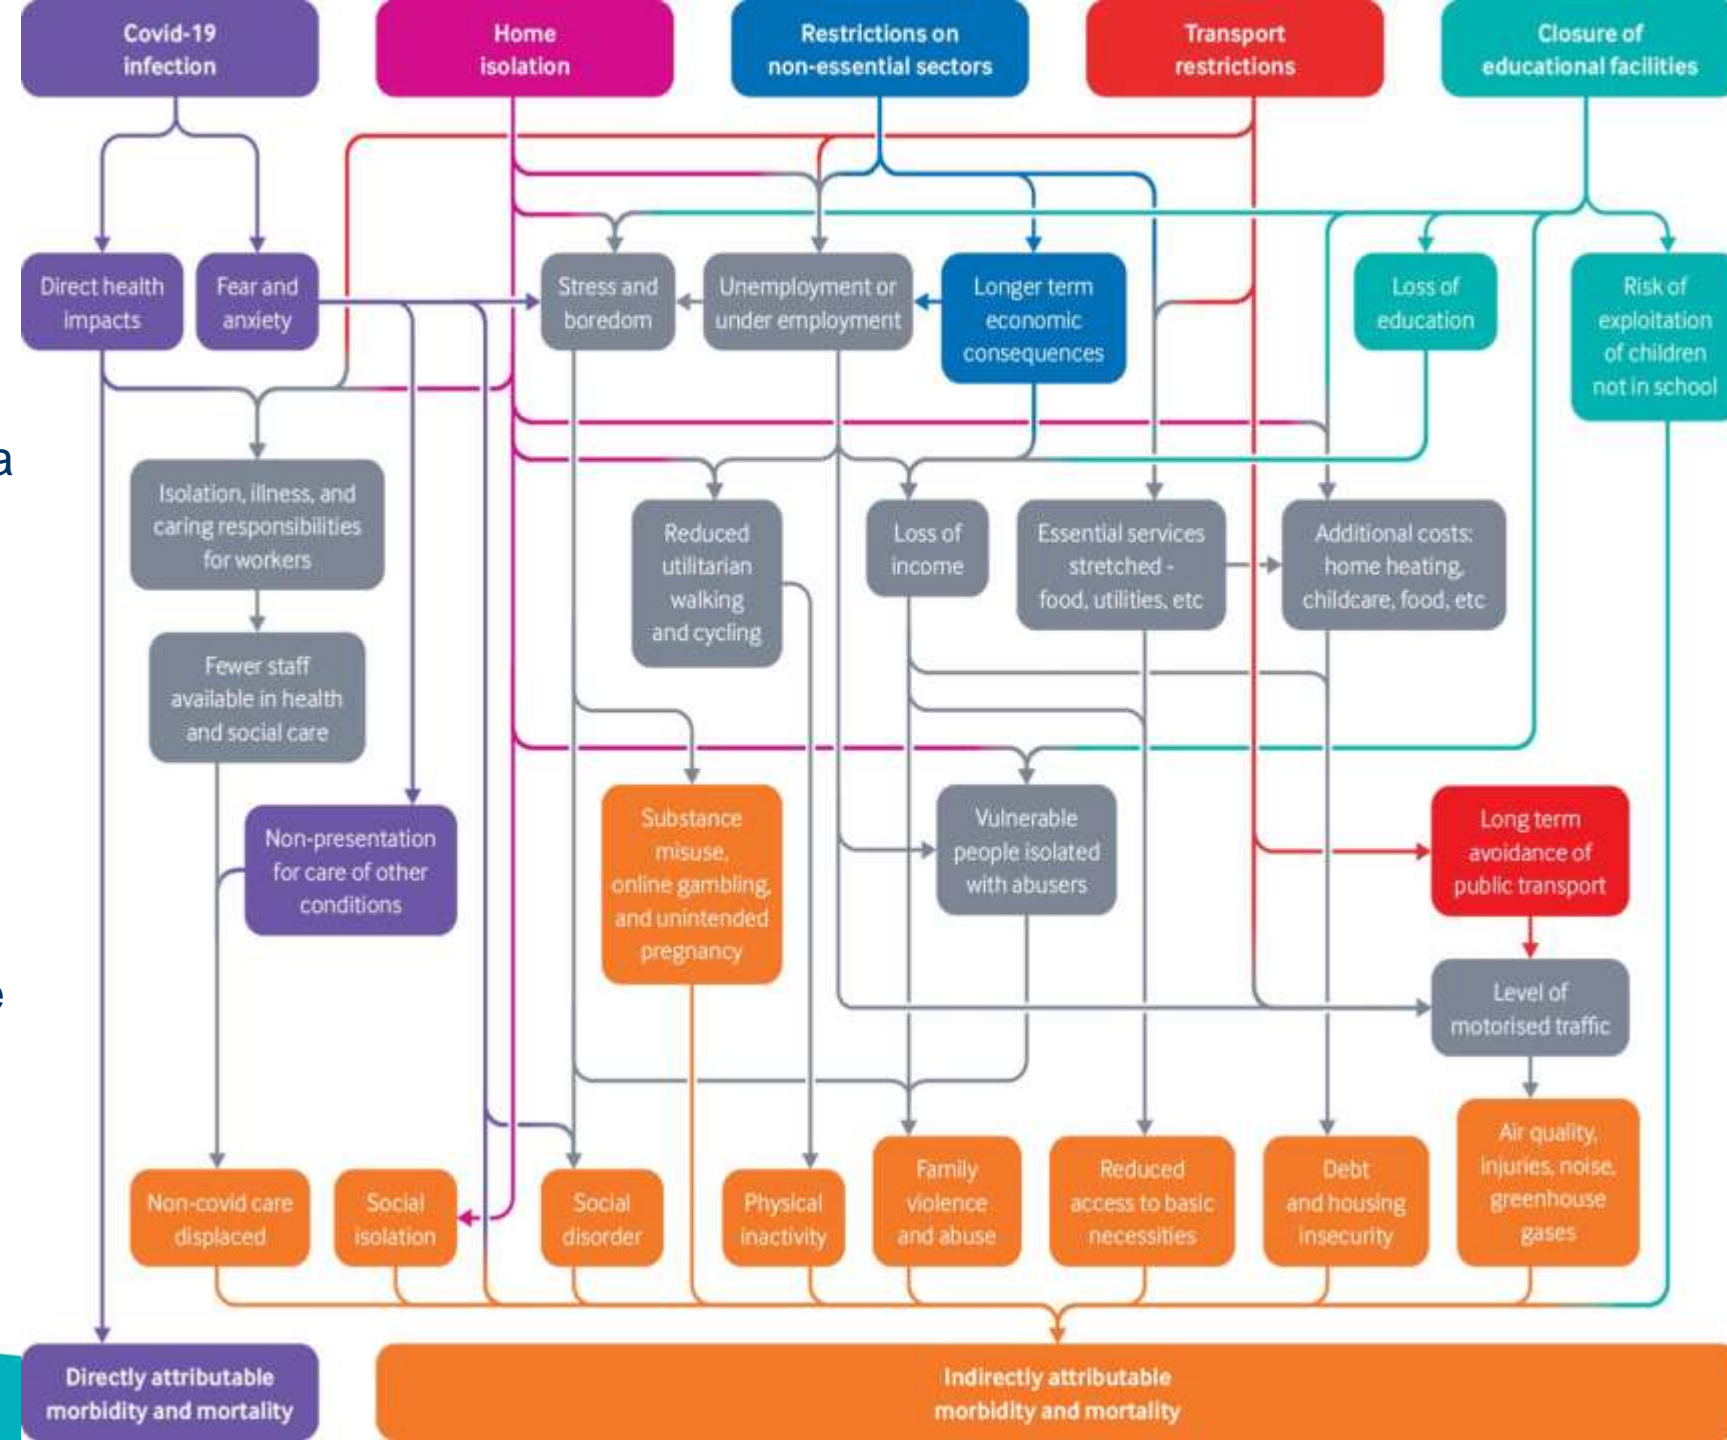 Covid-19
infection
Home
isolation
Restrictions on
non-essential sectors
Transport
restrictions
Closure of
educational facilities
Direct health
impacts
Fear and
anxiety
Stress and
boredom
Unemployment or
under employment
Longer term
economic
consequences
Loss of
education
Risk of
exploitation
of children
not in school
a
Isolation, illness, and
caring responsibilities
for workers
Reduced
utilitarian
walking
and cycling
Loss of
income
Essential services
stretched -
food, utilities, etc
Additional costs:
home heating,
childcare, food, etc
Fewer staff
available in health
and social care
Non-presentation
for care of other
conditions
Substance
misuse,
online gambling,
and unintended
pregnancy
Vulnerable
people isolated
with abusers
Long term
avoidance of
public transport
e
Level of
motorised traffic
Non-covid care
displaced
Social
isolation
Social
disorder
Physical
inactivity
Family
violence
and abuse
Reduced
access to basic
necessities
Debt
and housing
insecurity
Air quality,
injuries, noise,
greenhouse
gases
Directly attributable
morbidity and mortality
Indirectly attributable
morbidity and mortality